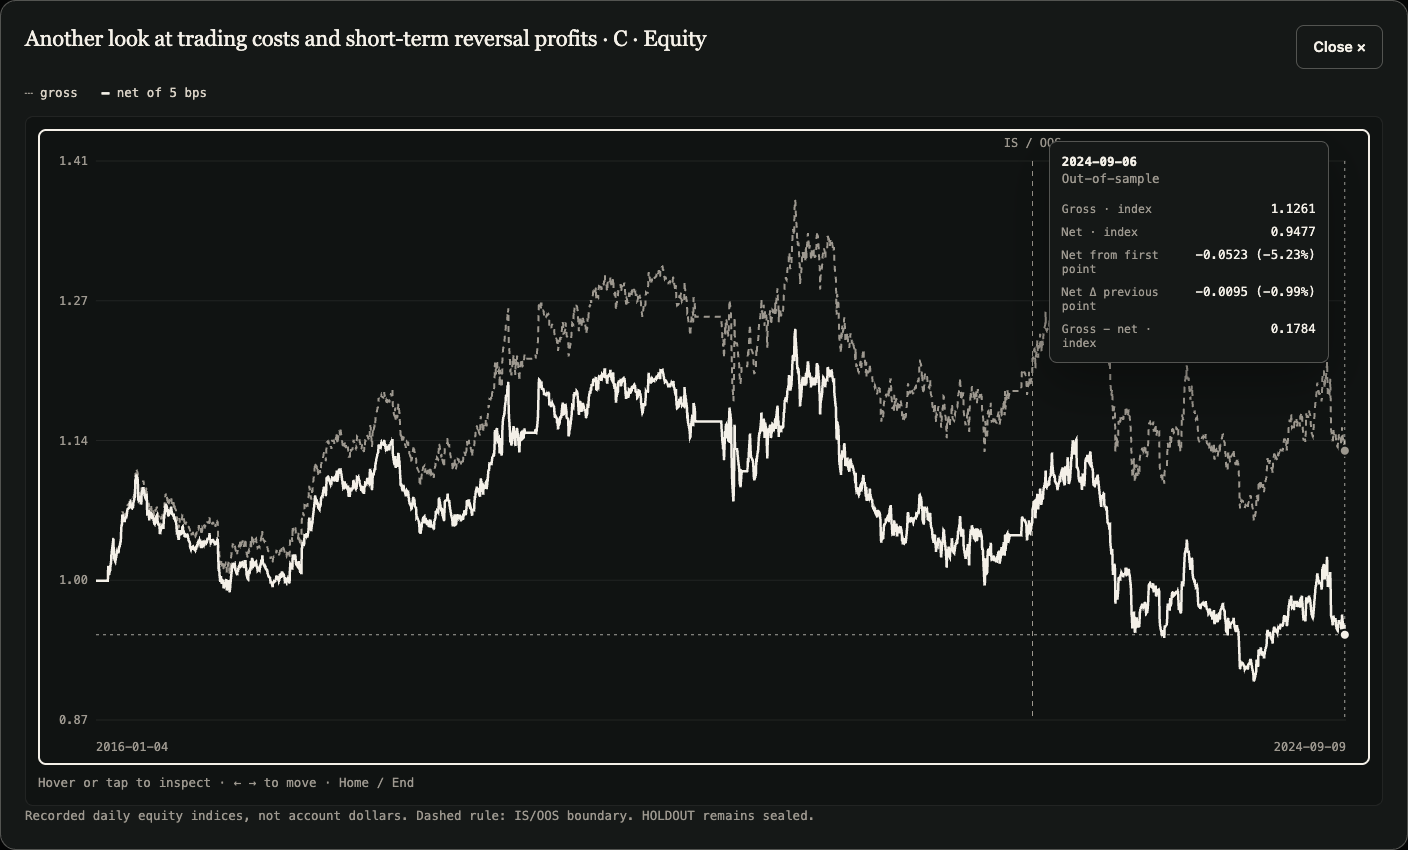 Another look at trading costs and short-term reversal profits · C · Equity
Close ×
gross
net of 5 bps
IS / OOS
1.41
1.27
1.14
1.00
0.87
2024-09-06
Out-of-sample
Gross · index 1.1261
Net · index 0.9477
Net from first −0.0523 (−5.23%)
point
Net Δ previous −0.0095 (−0.99%)
point
Gross − net · 0.1784
index
2016-01-04
2024-09-09
Hover or tap to inspect · ← → to move · Home / End
Recorded daily equity indices, not account dollars. Dashed rule: IS/OOS boundary. HOLDOUT remains sealed.